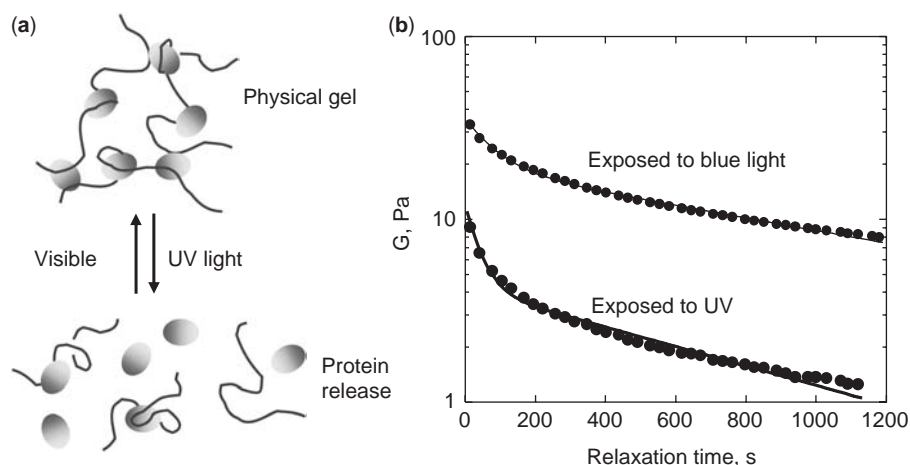 (a)
Physical gel
Visible
UV light
Protein
release
(b)
100
10
1
G, Pa
Exposed to blue light
Exposed to UV
0
200
400
600
800
1000
1200
Relaxation time, s